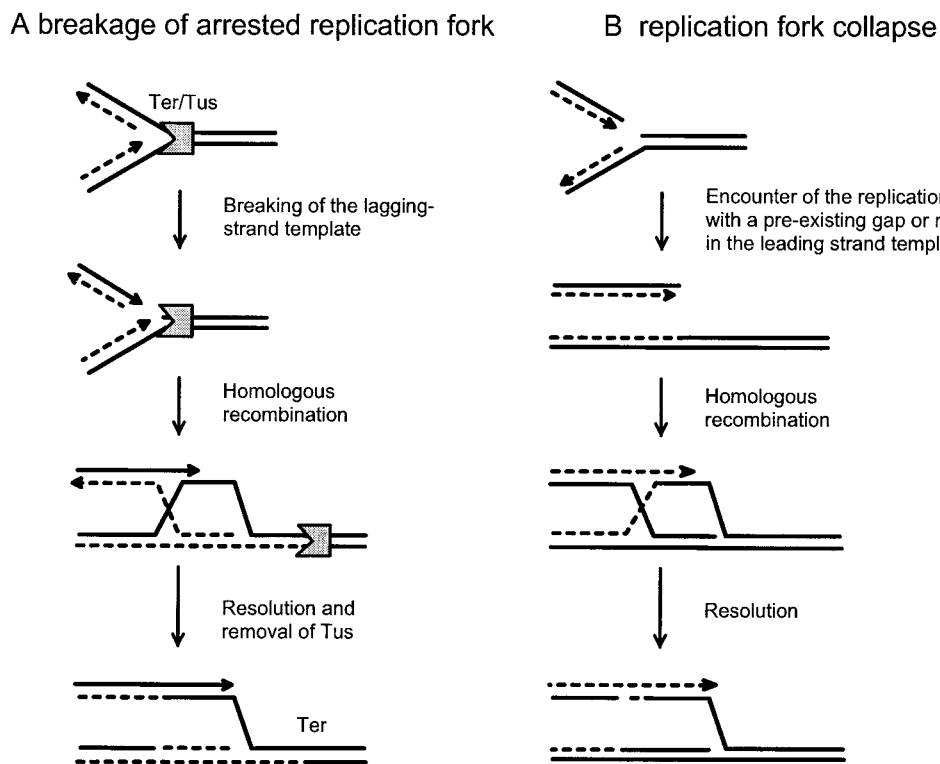 A breakage of arrested replication fork
B replication fork collapse
Ter/Tus
Breaking of the lagging-
strand template
Encounter of the replication
with a pre-existing gap or
in the leading strand
Homologous
recombination
Homologous
recombination
Resolution and
removal of Tus
Resolution
Ter